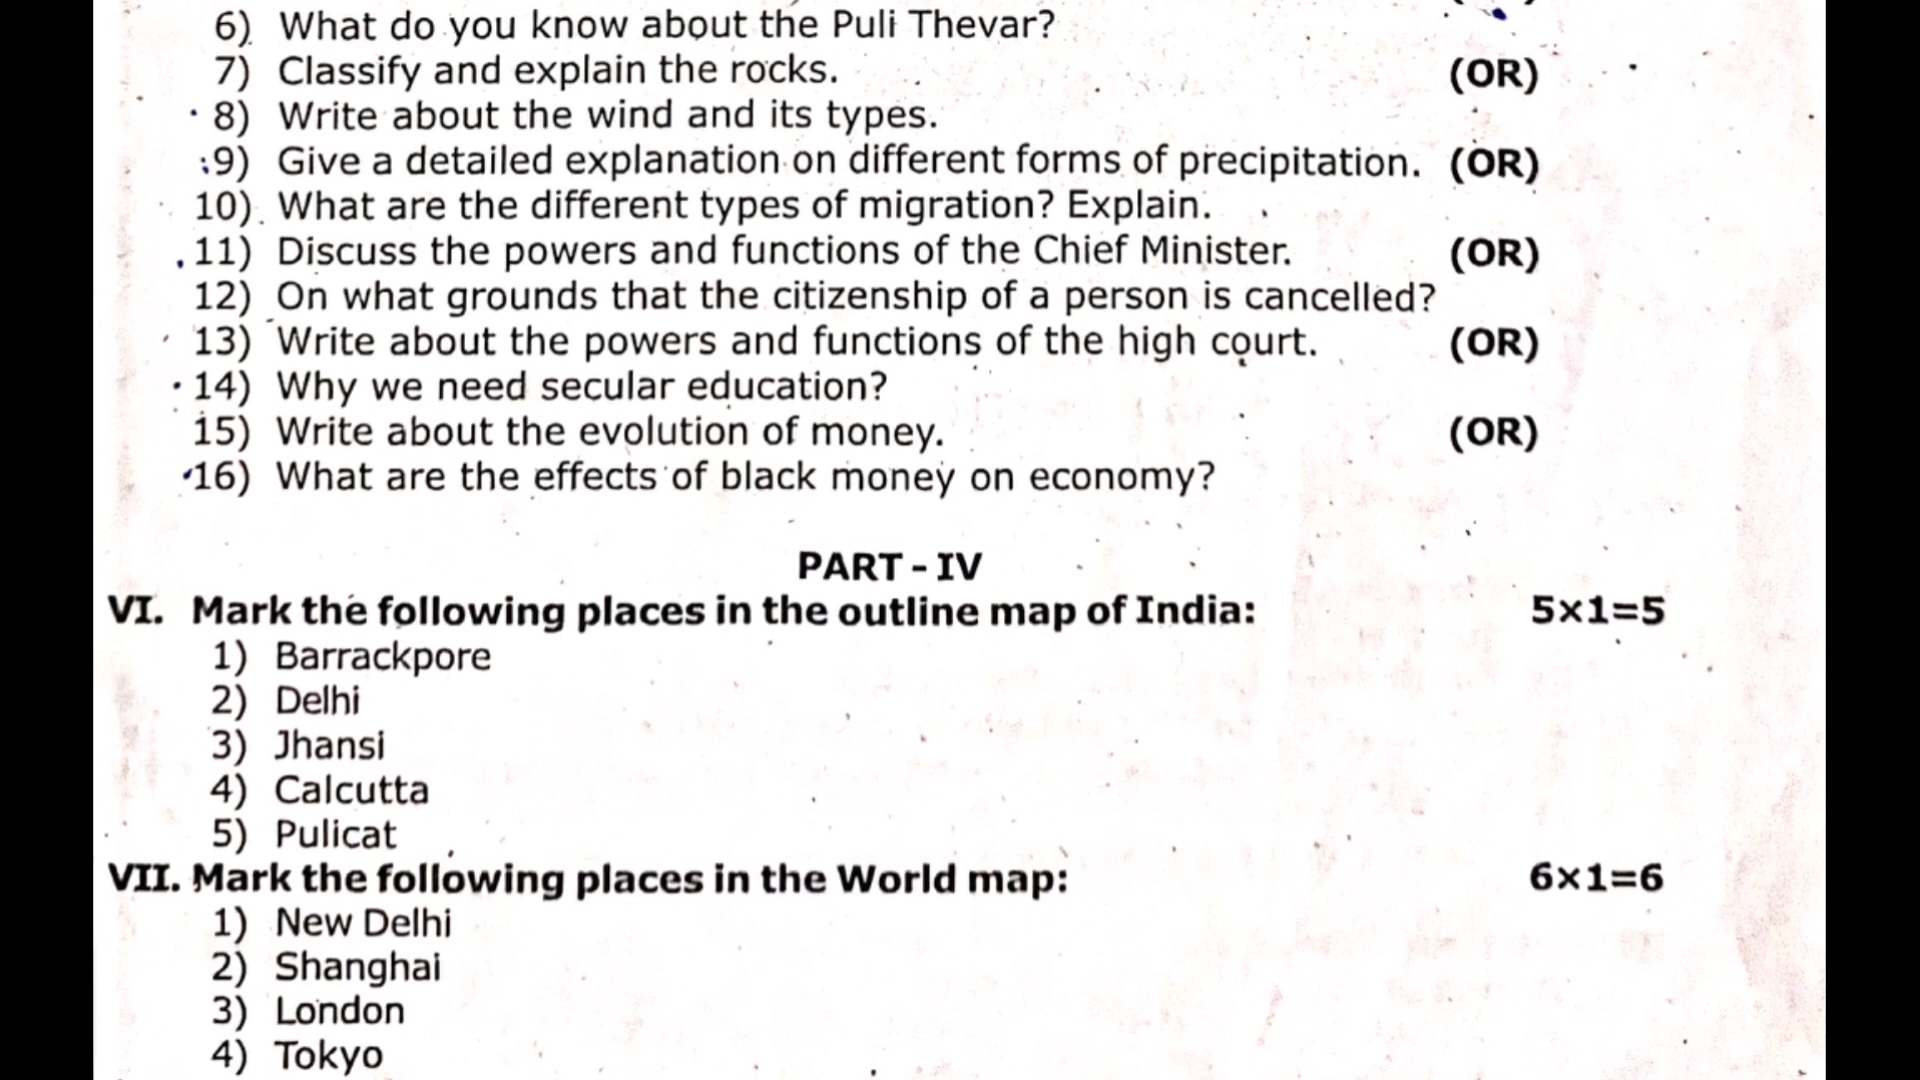 6) What do you know about the Puli Thevar?
7) Classify and explain the rocks. (OR)
8) Write about the wind and its types.
9) Give a detailed explanation on different forms of precipitation. (OR)
10) What are the different types of migration? Explain.
11) Discuss the powers and functions of the Chief Minister. (OR)
12) On what grounds that the citizenship of a person is cancelled?
13) Write about the powers and functions of the high court. (OR)
14) Why we need secular education?
15) Write about the evolution of money. (OR)
16) What are the effects of black money on economy?
PART - IV
VI. Mark the following places in the outline map of India: 5×1=5
1) Barrackpore
2) Delhi
3) Jhansi
4) Calcutta
5) Pulicat
VII. Mark the following places in the World map: 6×1=6
1) New Delhi
2) Shanghai
3) London
4) Tokyo